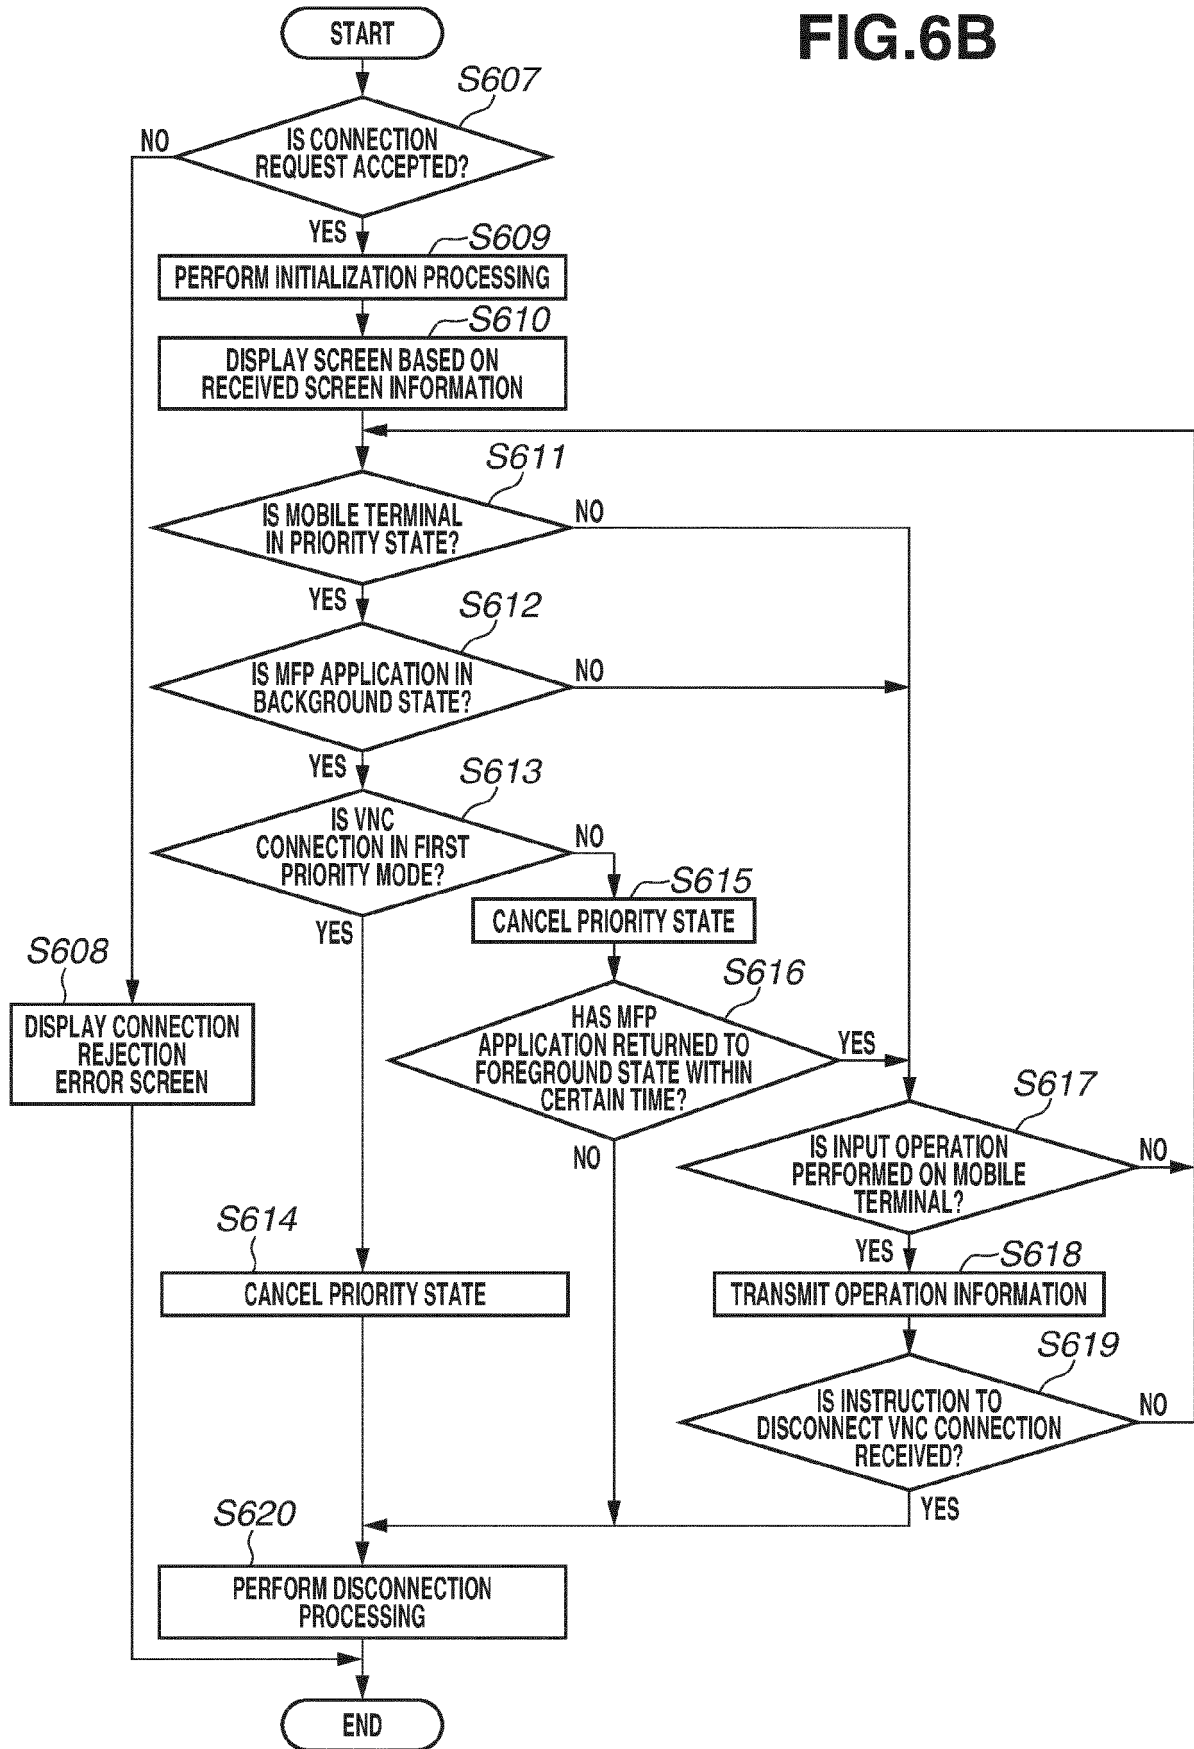 FIG.6B
START
S607
NO
IS CONNECTION
REQUEST ACCEPTED?
YES
S609
PERFORM INITIALIZATION PROCESSING
S610
DISPLAY SCREEN BASED ON
RECEIVED SCREEN INFORMATION
S611
IS MOBILE TERMINAL
IN PRIORITY STATE?
NO
YES
S612
IS MFP APPLICATION IN
BACKGROUND STATE?
NO
YES
S613
IS VNC
CONNECTION IN FIRST
PRIORITY MODE?
NO
YES
S615
CANCEL PRIORITY STATE
S608
DISPLAY CONNECTION
REJECTION
ERROR SCREEN
S616
HAS MFP
APPLICATION RETURNED TO
FOREGROUND STATE WITHIN
CERTAIN TIME?
YES
NO
S617
IS INPUT OPERATION
PERFORMED ON MOBILE
TERMINAL?
NO
YES
S614
CANCEL PRIORITY STATE
S618
TRANSMIT OPERATION INFORMATION
S619
IS INSTRUCTION TO
DISCONNECT VNC CONNECTION
RECEIVED?
NO
YES
S620
PERFORM DISCONNECTION
PROCESSING
END